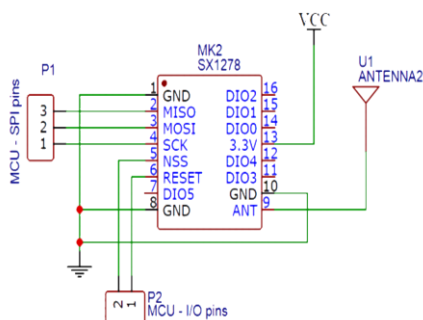 VCC
MK2
SX1278
U1
ANTENNA2
P1
MCU - SPI pins
3
2
1
1 GND DIO2 16
2 MISO DIO1 15
3 MOSI DIO0 14
4 SCK 3.3V 13
5 NSS DIO4 12
6 RESET DIO3 11
7 DIO5 GND 10
8 GND ANT 9
2 1
P2
MCU - I/O pins